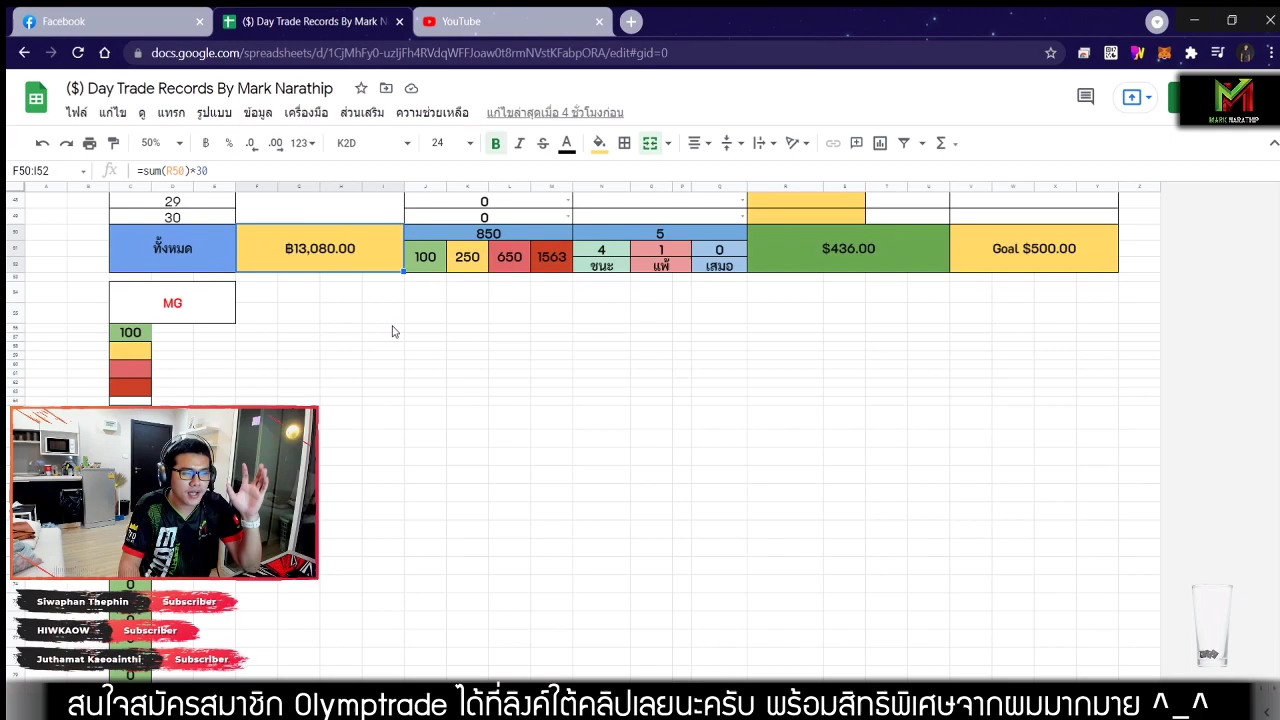 Facebook
($) Day Trade Records By Mark N
YouTube
docs.google.com/spreadsheets/d/1CjMhFy0-uzIjFh4RVdqWFFJoaw0t8rmNVstKFabpORA/edit#gid=0
($) Day Trade Records By Mark Narathip
ไฟล์ แก้ไข ดู แทรก รูปแบบ ข้อมูล เครื่องมือ ส่วนเสริม ความช่วยเหลือ แก้ไขล่าสุดเมื่อ 4 ชั่วโมงก่อน
MARK NARATHIP
50% B % .0 .00 123 K2D 24 B I S A
F50:I52 fx =sum(R50)*30
A B C D E F G H I J K L M N O P Q R S T U V W X Y Z
29 0
30 0
ทั้งหมด ฿13,080.00 850 5 $436.00 Goal $500.00
100 250 650 1563 4 1 0
ชนะ แพ้ เสมอ
MG
100
0
Siwaphan Thephin Subscriber
HIWKAOW Subscriber
Juthamat Kaeoainthi Subscriber
0
สนใจสมัครสมาชิก Olymptrade ได้ที่ลิงค์ใต้คลิปเลยนะครับ พร้อมสิทธิพิเศษจากผมมากมาย ^_^